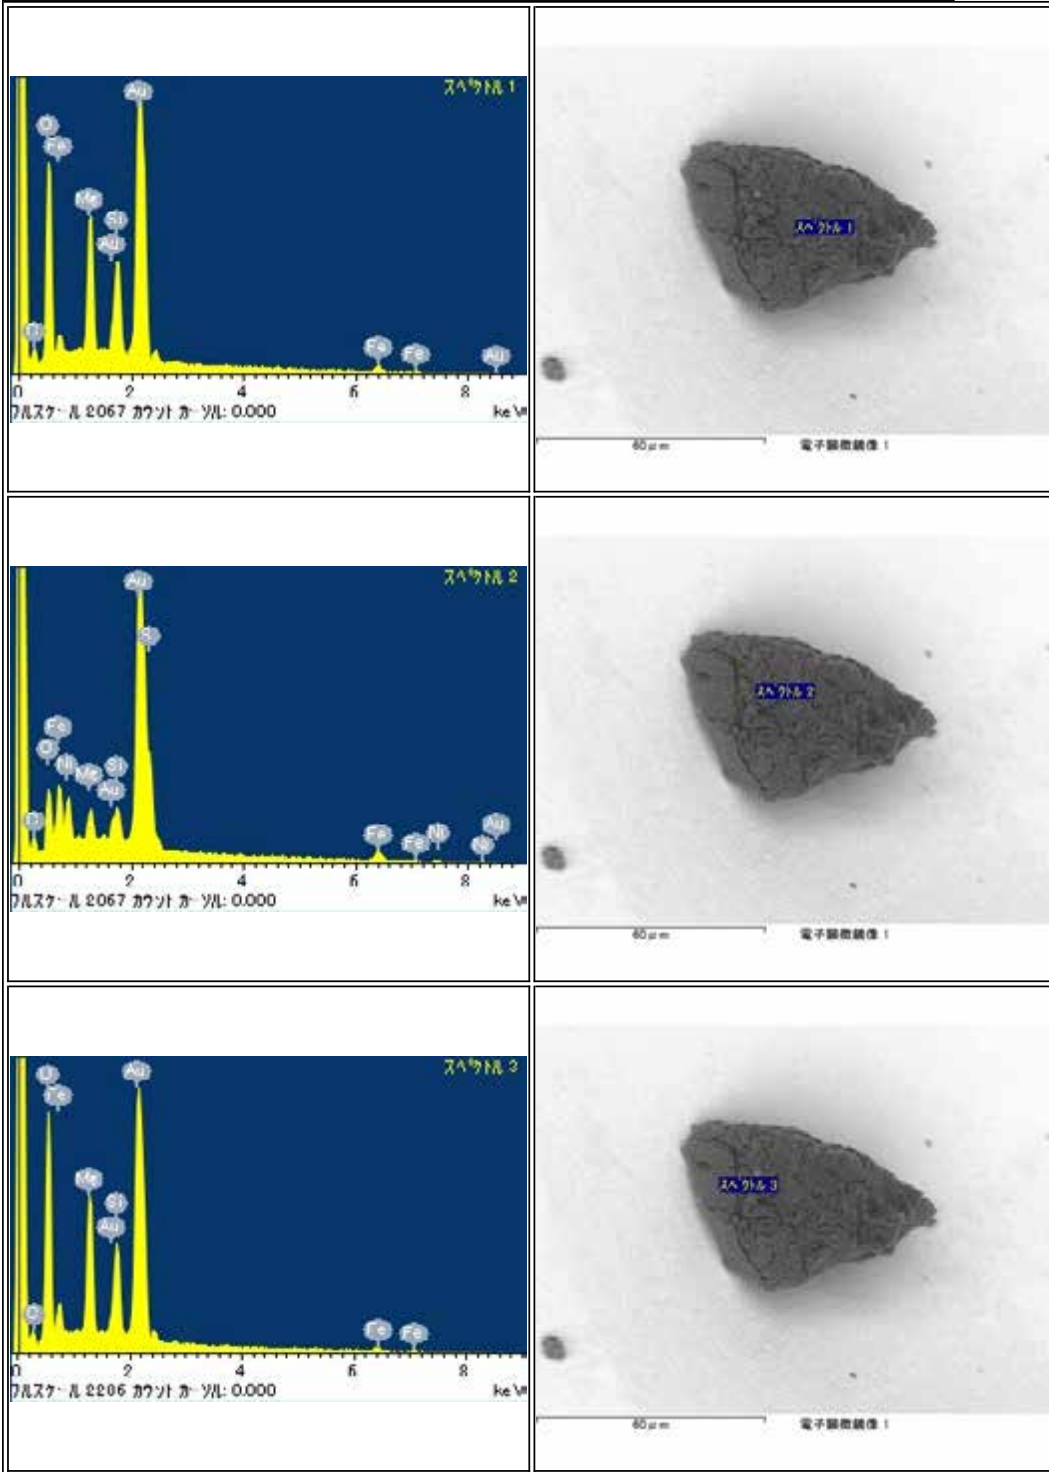 スペクトル 1
Au
O
Fe
Mg
Si
Au
C
Fe
Fe
Au
0 2 4 6 8
フルスケール 2067 カウント カーソル: 0.000
keV
スペクトル 1
60μm
電子顕微鏡像 1
スペクトル 2
Au
S
Fe
O
Ni
Mg
Si
Au
C
Fe
Fe
Ni
Ni
Au
0 2 4 6 8
フルスケール 2067 カウント カーソル: 0.000
keV
スペクトル 2
60μm
電子顕微鏡像 1
スペクトル 3
Au
O
Fe
Mg
Si
Au
C
Fe
Fe
0 2 4 6 8
フルスケール 2206 カウント カーソル: 0.000
keV
スペクトル 3
60μm
電子顕微鏡像 1